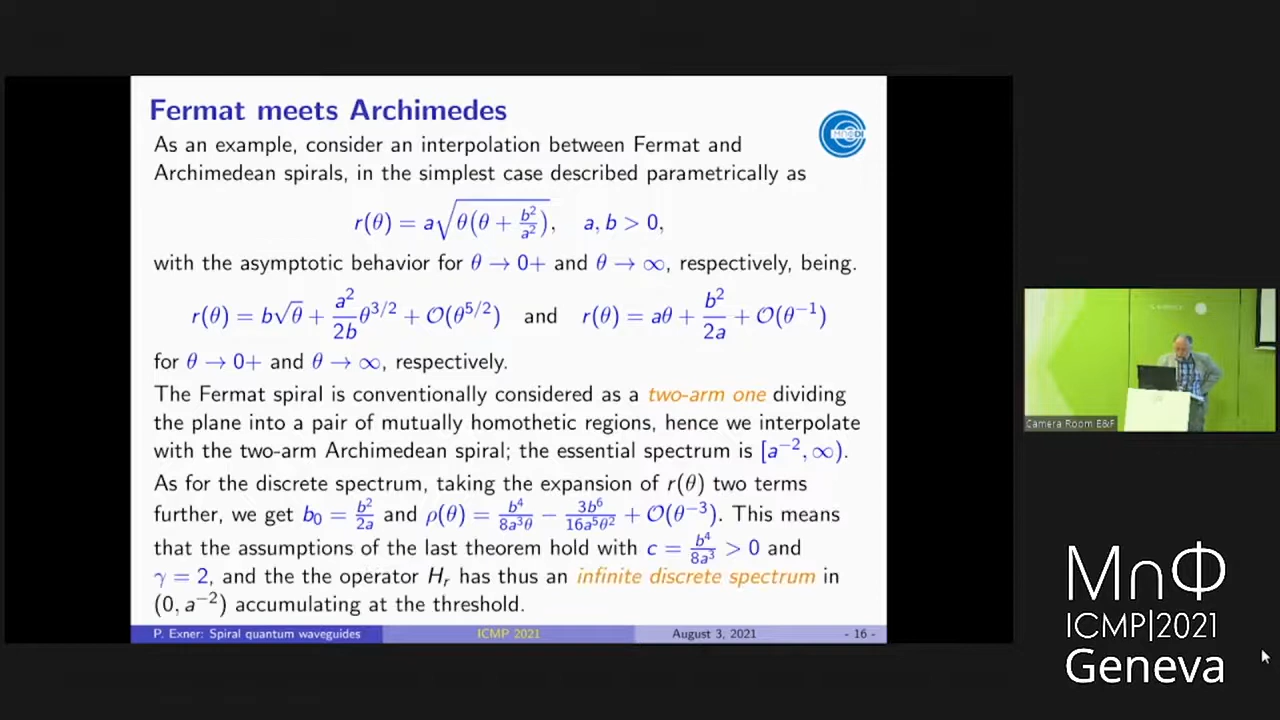 Fermat meets Archimedes
As an example, consider an interpolation between Fermat and
Archimedean spirals, in the simplest case described parametrically as
r(θ) = a√(θ(θ + b²/a²)), a, b > 0,
with the asymptotic behavior for θ → 0+ and θ → ∞, respectively, being.
r(θ) = b√θ + a²/2b θ^{3/2} + O(θ^{5/2}) and r(θ) = aθ + b²/2a + O(θ^{-1})
for θ → 0+ and θ → ∞, respectively.
The Fermat spiral is conventionally considered as a two-arm one dividing
the plane into a pair of mutually homothetic regions, hence we interpolate
with the two-arm Archimedean spiral; the essential spectrum is [a^{-2}, ∞).
As for the discrete spectrum, taking the expansion of r(θ) two terms
further, we get b₀ = b²/2a and ρ(θ) = b⁴/8a³θ − 3b⁶/16a⁵θ² + O(θ^{-3}). This means
that the assumptions of the last theorem hold with c = b⁴/8a³ > 0 and
γ = 2, and the the operator H_r has thus an infinite discrete spectrum in
(0, a^{-2}) accumulating at the threshold.
P. Exner: Spiral quantum waveguides ICMP 2021 August 3, 2021 - 16 -
Camera Room E&F
MnΦ
ICMP|2021
Geneva